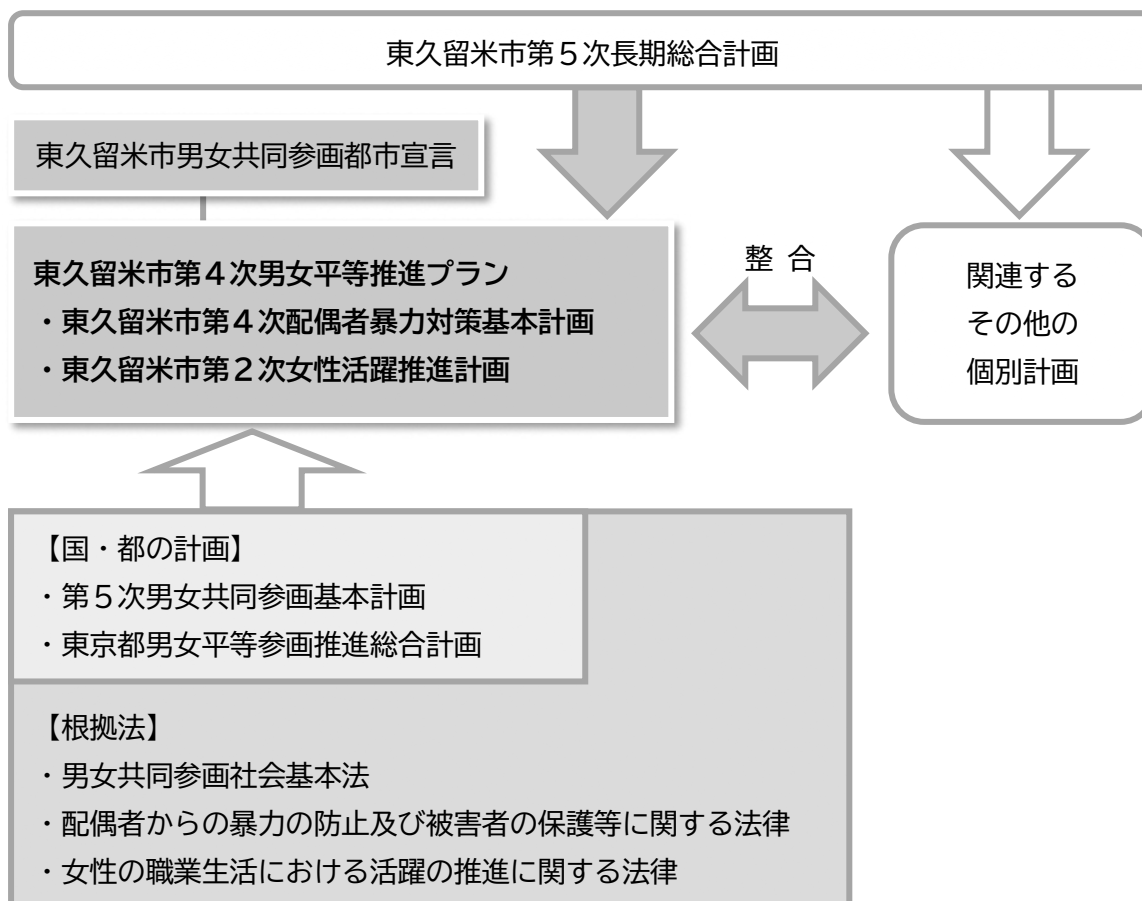 東久留米市第５次長期総合計画
東久留米市男女共同参画都市宣言
東久留米市第４次男女平等推進プラン
・東久留米市第４次配偶者暴力対策基本計画
・東久留米市第２次女性活躍推進計画
整 合
関連する
その他の
個別計画
【国・都の計画】
・第５次男女共同参画基本計画
・東京都男女平等参画推進総合計画
【根拠法】
・男女共同参画社会基本法
・配偶者からの暴力の防止及び被害者の保護等に関する法律
・女性の職業生活における活躍の推進に関する法律